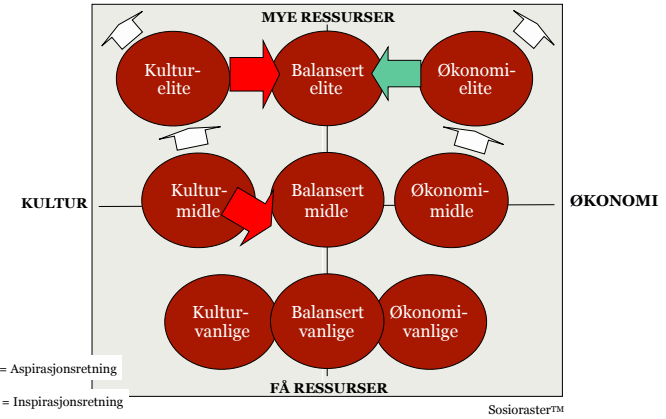 MYE RESSURSER
Kultur-
elite
Balansert
elite
Økonomi-
elite
KULTUR
Kultur-
midle
Balansert
midle
Økonomi-
midle
ØKONOMI
Kultur-
vanlige
Balansert
vanlige
Økonomi-
vanlige
= Aspirasjonsretning
FÅ RESSURSER
= Inspirasjonsretning
Sosioraster™